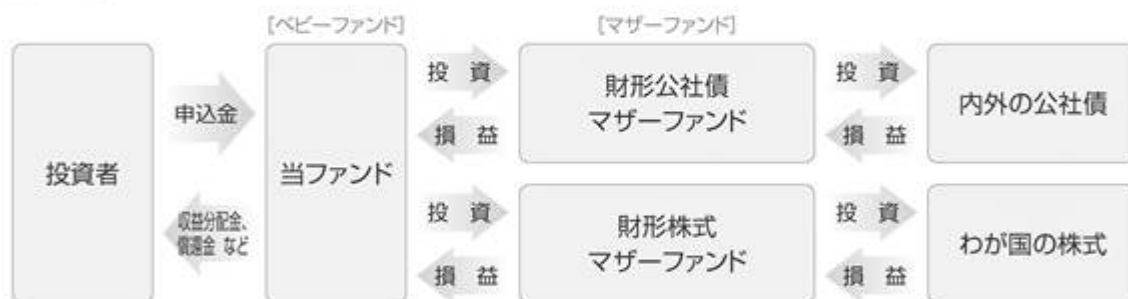 [ベビーファンド]
[マザーファンド]
投資者
申込金
収益分配金、
償還金 など
当ファンド
投 資
損 益
財形公社債
マザーファンド
投 資
損 益
内外の公社債
投 資
損 益
財形株式
マザーファンド
投 資
損 益
わが国の株式